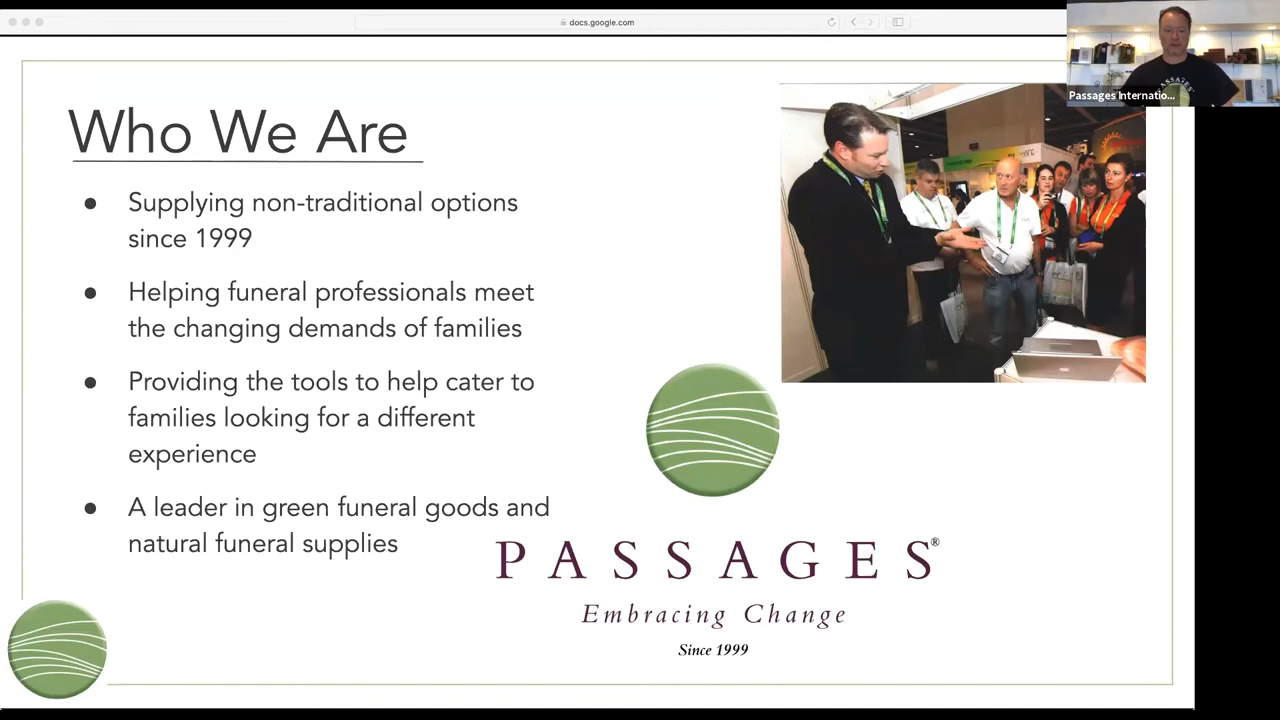 docs.google.com
Passages Internatio...
Who We Are
● Supplying non-traditional options
since 1999
● Helping funeral professionals meet
the changing demands of families
● Providing the tools to help cater to
families looking for a different
experience
● A leader in green funeral goods and
natural funeral supplies
PASSAGES®
Embracing Change
Since 1999